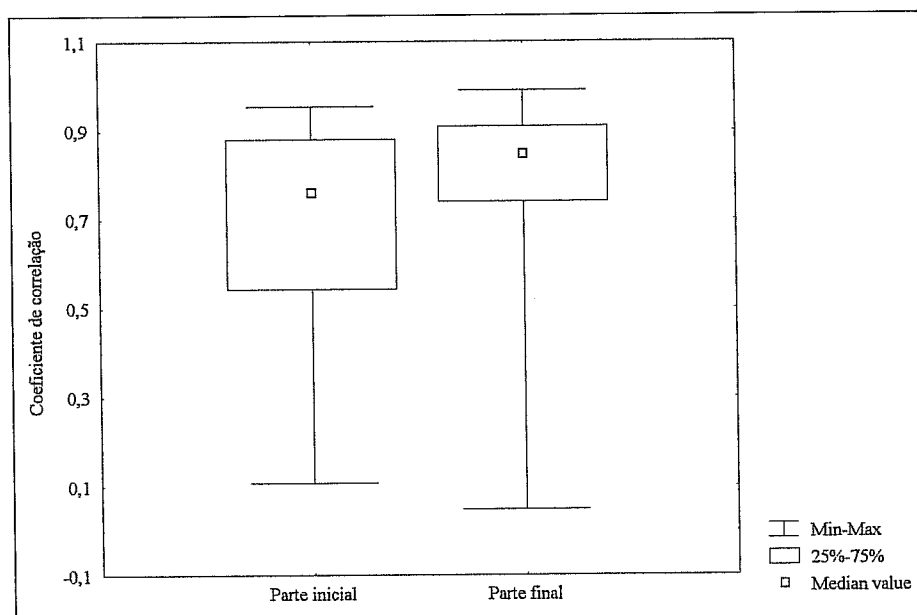 1,1
0,9
0,7
0,5
0,3
0,1
-0,1
Coeficiente de correlação
Parte inicial
Parte final
Min-Max
25%-75%
Median value